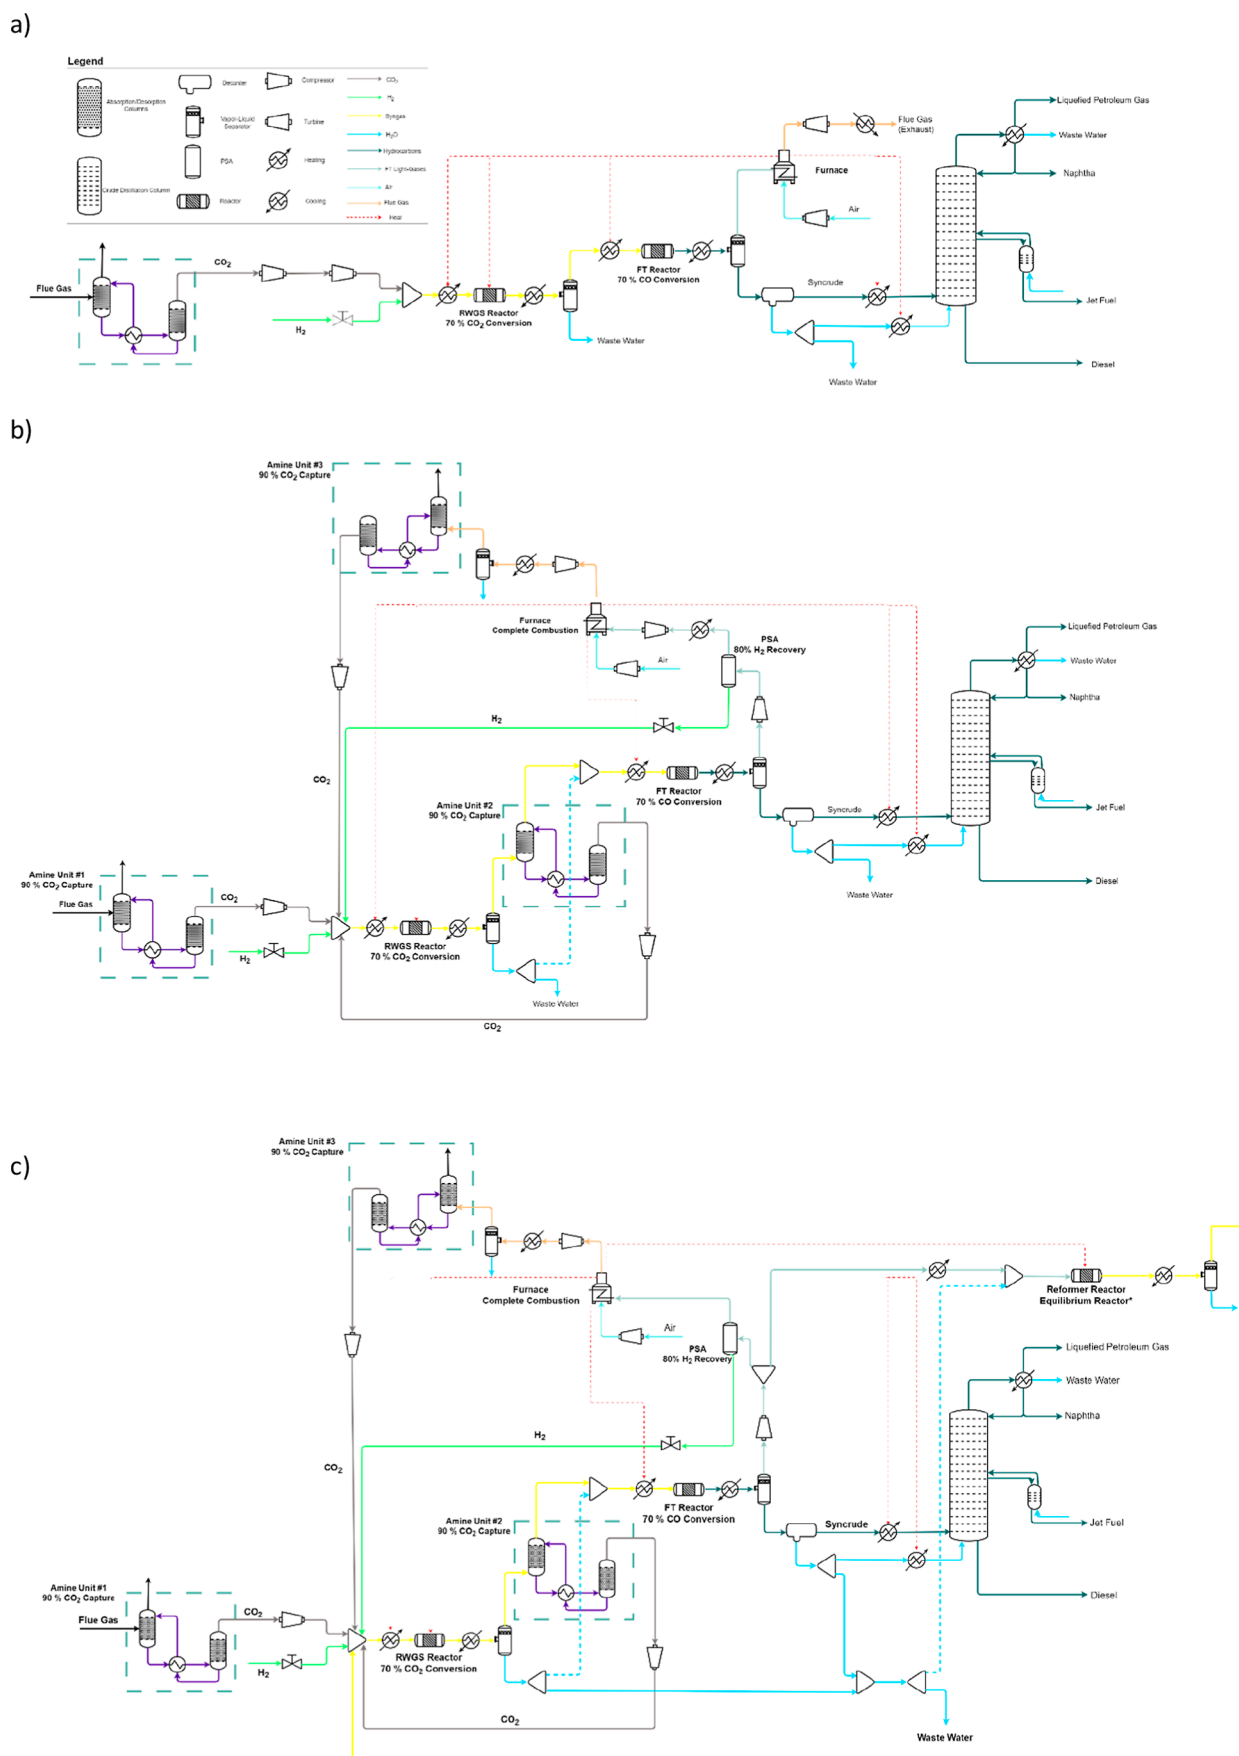 a)
Legend
Absorption/Desorption
Columns
Crude Distillation Column
Decanter
Vapor-Liquid
Separator
PSA
Reactor
Compressor
Turbine
Heating
Cooling
CO₂
H₂
Syngas
H₂O
Hydrocarbons
FT Light-Gases
Air
Flue Gas
Heat
Flue Gas
CO₂
H₂
RWGS Reactor
70 % CO₂ Conversion
Waste Water
FT Reactor
70 % CO Conversion
Furnace
Air
Flue Gas
(Exhaust)
Syncrude
Waste Water
Liquefied Petroleum Gas
Waste Water
Naphtha
Jet Fuel
Diesel
b)
Amine Unit #3
90 % CO₂ Capture
Furnace
Complete Combustion
Air
PSA
80% H₂ Recovery
H₂
CO₂
Amine Unit #2
90 % CO₂ Capture
FT Reactor
70 % CO Conversion
Syncrude
Waste Water
Liquefied Petroleum Gas
Waste Water
Naphtha
Jet Fuel
Diesel
Amine Unit #1
90 % CO₂ Capture
Flue Gas
CO₂
H₂
RWGS Reactor
70 % CO₂ Conversion
Waste Water
CO₂
c)
Amine Unit #3
90 % CO₂ Capture
Furnace
Complete Combustion
Air
PSA
80% H₂ Recovery
Reformer Reactor
Equilibrium Reactor*
Liquefied Petroleum Gas
Waste Water
Naphtha
Jet Fuel
Diesel
H₂
CO₂
FT Reactor
70 % CO Conversion
Syncrude
Amine Unit #2
90 % CO₂ Capture
Amine Unit #1
90 % CO₂ Capture
Flue Gas
CO₂
H₂
RWGS Reactor
70 % CO₂ Conversion
CO₂
Waste Water